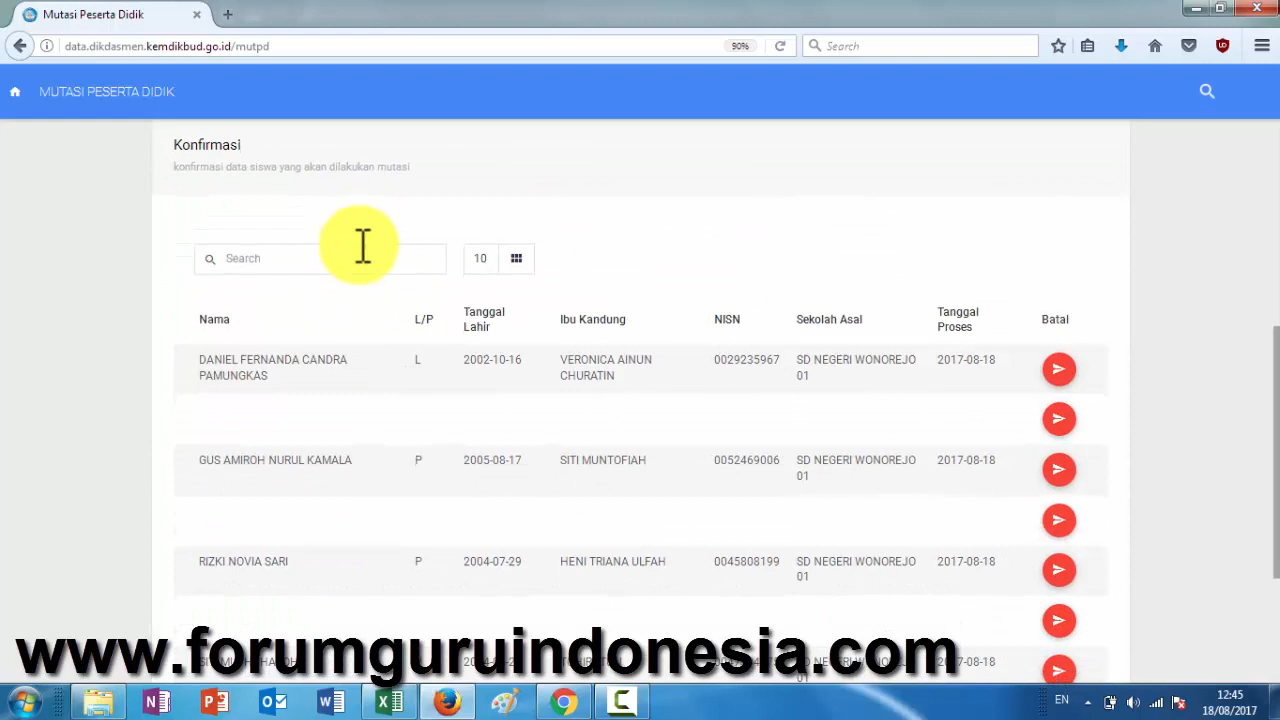 Mutasi Peserta Didik
data.dikdasmen.kemdikbud.go.id/mutpd
90%
Search
MUTASI PESERTA DIDIK
Konfirmasi
konfirmasi data siswa yang akan dilakukan mutasi
Search
10
Nama L/P Tanggal Lahir Ibu Kandung NISN Sekolah Asal Tanggal Proses Batal
DANIEL FERNANDA CANDRA L 2002-10-16 VERONICA AINUN 0029235967 SD NEGERI WONOREJO 2017-08-18
PAMUNGKAS CHURATIN 01
GUS AMIROH NURUL KAMALA P 2005-08-17 SITI MUNTOFIAH 0052469006 SD NEGERI WONOREJO 2017-08-18
01
RIZKI NOVIA SARI P 2004-07-29 HENI TRIANA ULFAH 0045808199 SD NEGERI WONOREJO 2017-08-18
01
2017-08-18
01
www.forumguruindonesia.com
EN
12:45
18/08/2017